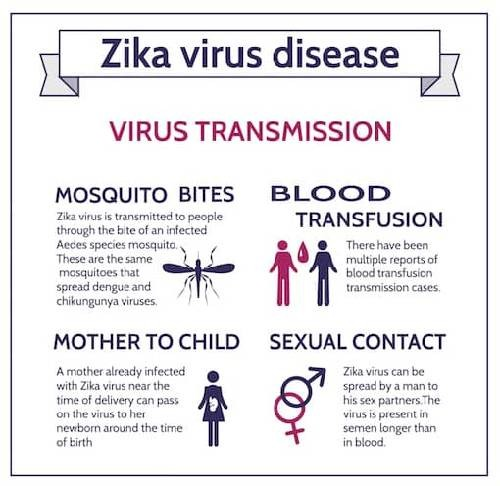 Zika virus disease
VIRUS TRANSMISSION
MOSQUITO BITES
Zika virus is transmitted to people
through the bite of an infected
Aeces species mosquito.
These are the same
mosquitoes that
spread dengue and
chikungunya viruses.
BLOOD
TRANSFUSION
There have been
multiple reports of
blood transfusion
transmission cases.
MOTHER TO CHILD
A mother already infected
with Zika virus near the
time of delivery can pass
on the virus to her
newborn around the time
of birth
SEXUAL CONTACT
Zika virus can be
spread by a man to
his sex partners.The
virus is present in
semen longer than
in blood.